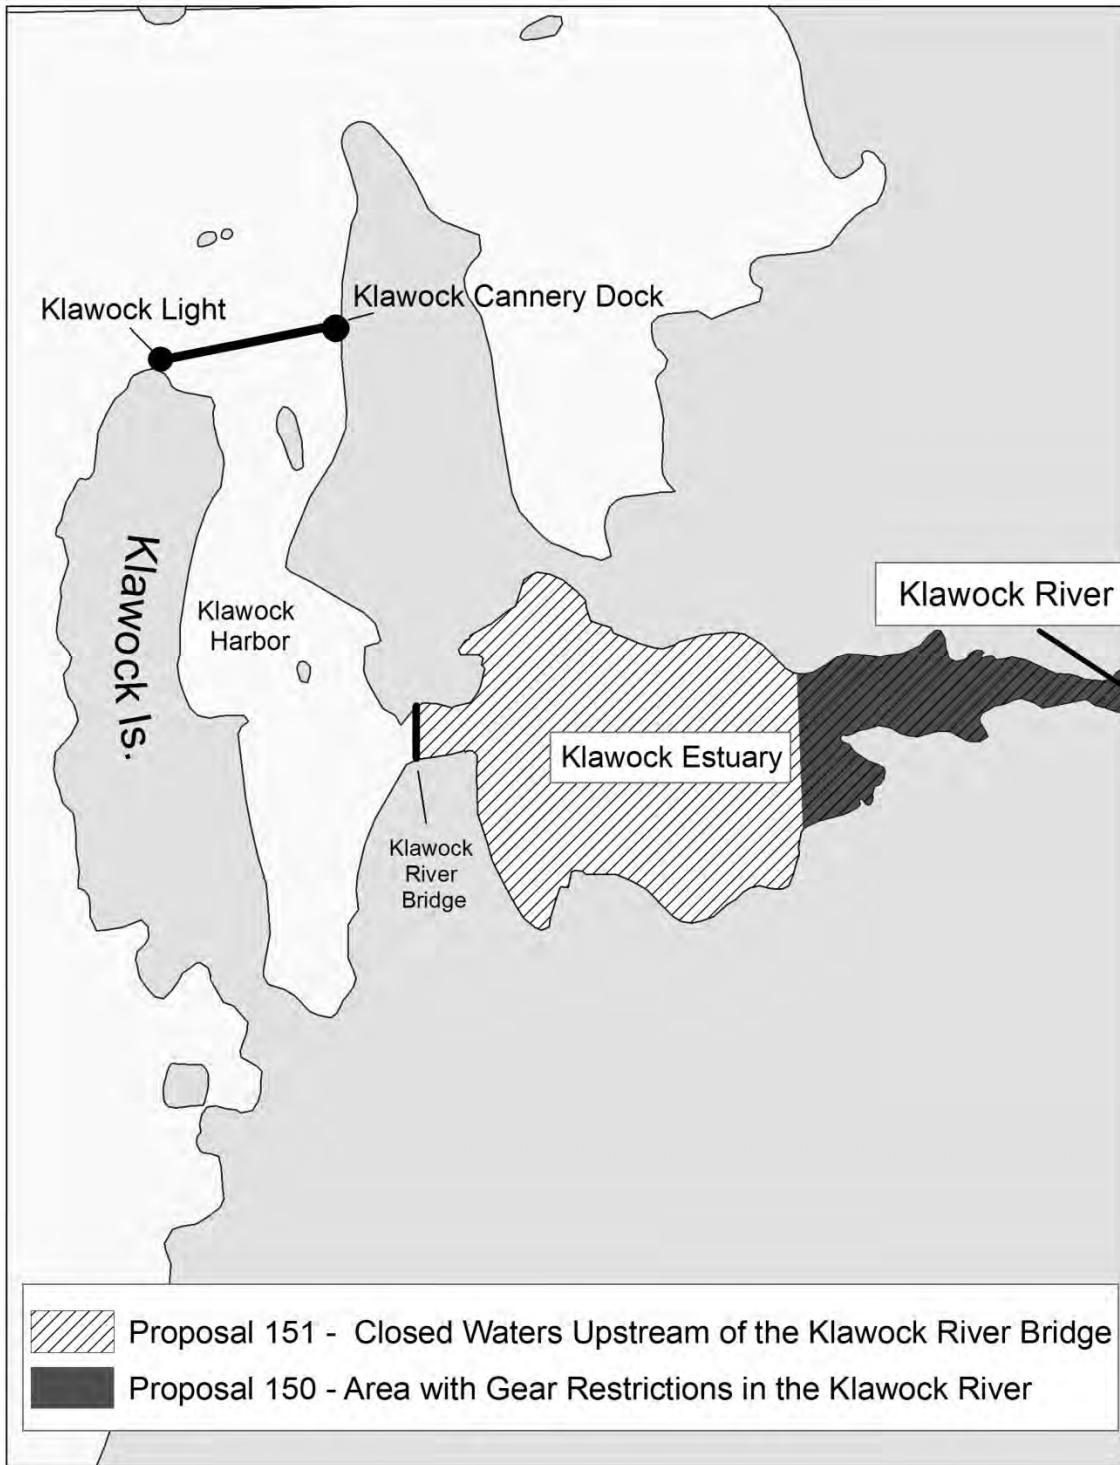 Klawock Cannery Dock
Klawock Light
Klawock Is.
Klawock
Harbor
Klawock River
Klawock Estuary
Klawock
River
Bridge
Proposal 151 - Closed Waters Upstream of the Klawock River Bridge
Proposal 150 - Area with Gear Restrictions in the Klawock River